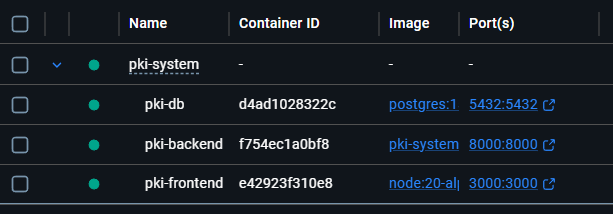 Name Container ID Image Port(s)
pki-system - - -
pki-db d4ad1028322c postgres:1 5432:5432
pki-backend f754ec1a0bf8 pki-system 8000:8000
pki-frontend e42923f310e8 node:20-alp 3000:3000